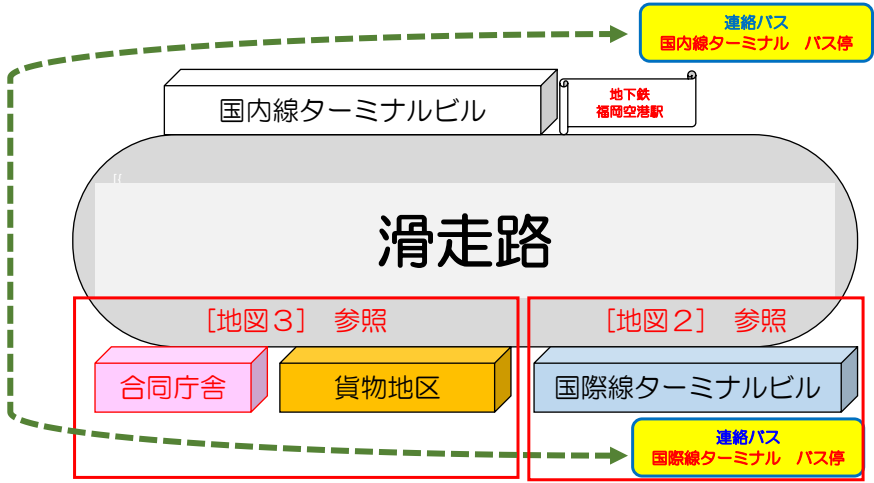 連絡バス
国内線ターミナル　バス停
地下鉄
福岡空港駅
国内線ターミナルビル
滑走路
［地図３］　参照
［地図２］　参照
合同庁舎
貨物地区
国際線ターミナルビル
連絡バス
国際線ターミナル　バス停